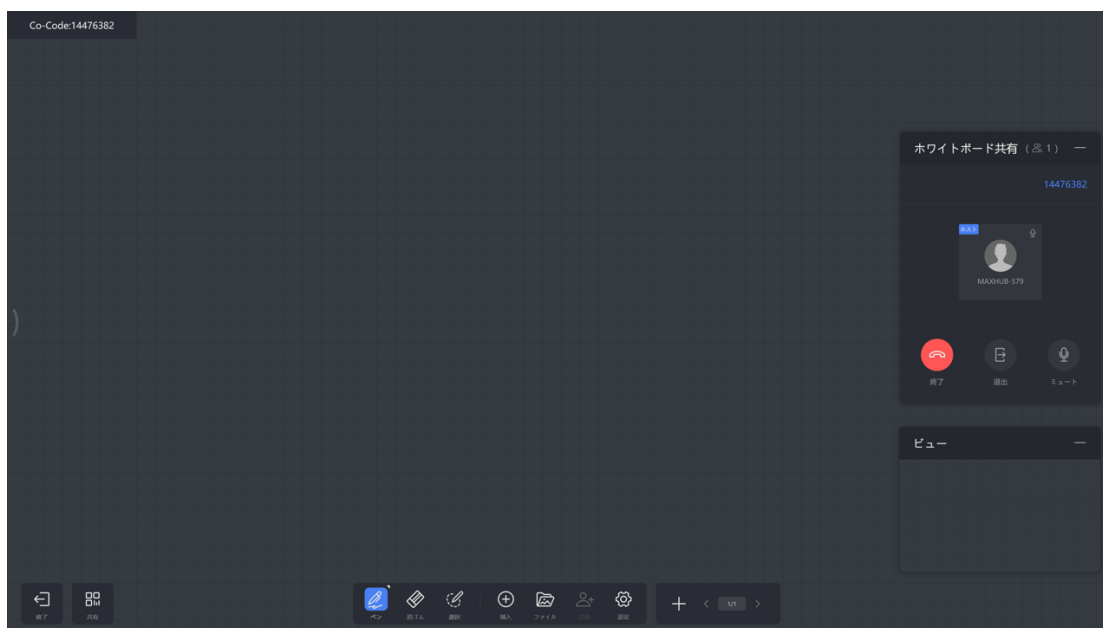 Co-Code:14476382
ホワイトボード共有 ( 1 )
14476382
ホスト
MAXHUB-579
終了
退出
ミュート
ビュー
終了
共有
ペン
消ゴム
選択
挿入
ファイル
設定
1/1